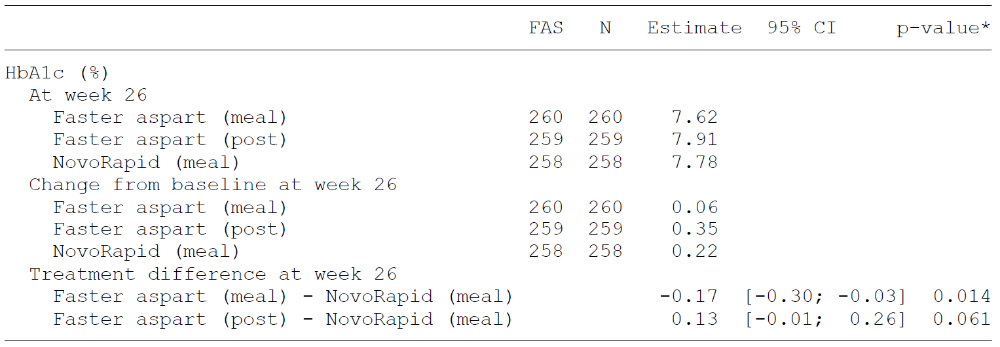 FAS N Estimate 95% CI p-value*
HbA1c (%)
At week 26
Faster aspart (meal) 260 260 7.62
Faster aspart (post) 259 259 7.91
NovoRapid (meal) 258 258 7.78
Change from baseline at week 26
Faster aspart (meal) 260 260 0.06
Faster aspart (post) 259 259 0.35
NovoRapid (meal) 258 258 0.22
Treatment difference at week 26
Faster aspart (meal) - NovoRapid (meal) -0.17 [-0.30; -0.03] 0.014
Faster aspart (post) - NovoRapid (meal) 0.13 [-0.01; 0.26] 0.061